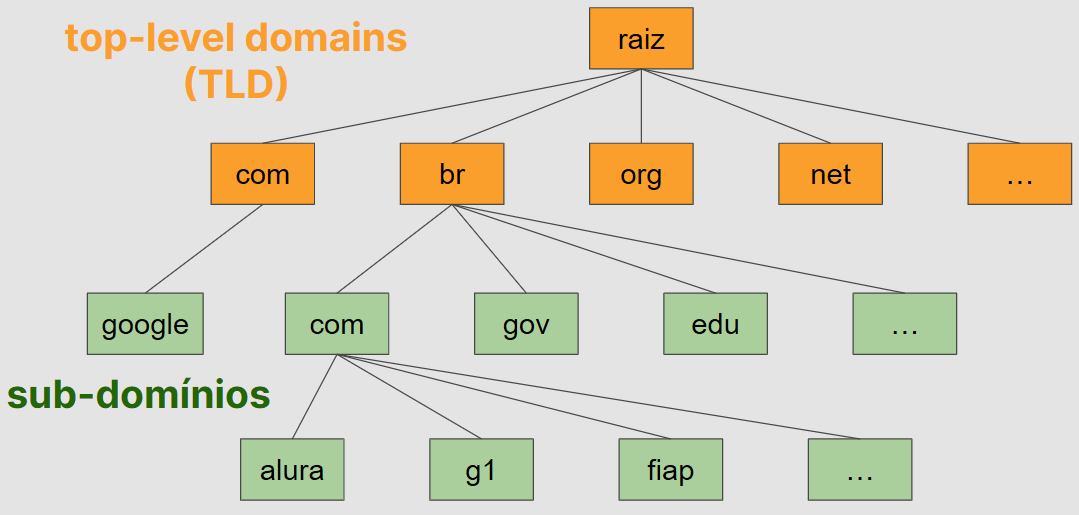 top-level domains
(TLD)
raiz
com
br
org
net
…
google
com
gov
edu
…
sub-domínios
alura
g1
fiap
…